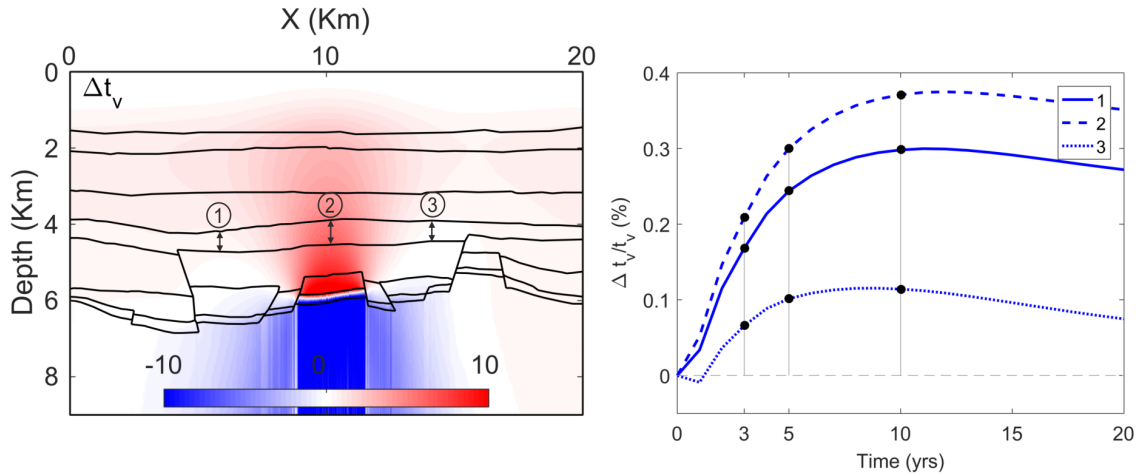 X (Km)
0 10 20
Depth (Km)
0
2
4
6
8
Δt_v
1 2 3
-10 0 10
Δ t_v/t_v (%)
0.4
0.3
0.2
0.1
0
1
2
3
0 3 5 10 15 20
Time (yrs)